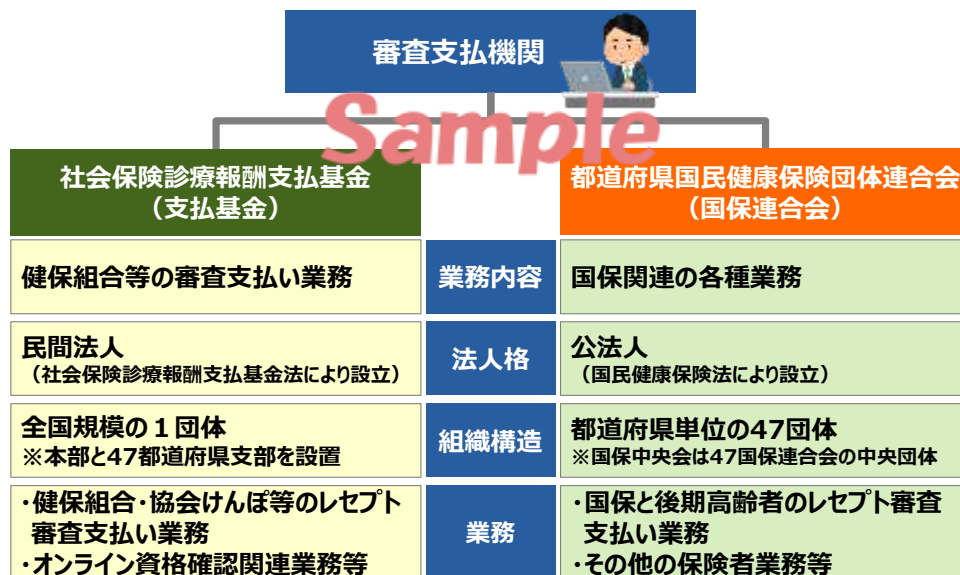 審査支払機関
Sample
社会保険診療報酬支払基金
（支払基金）
都道府県国民健康保険団体連合会
（国保連合会）
健保組合等の審査支払い業務
業務内容
国保関連の各種業務
民間法人
（社会保険診療報酬支払基金法により設立）
法人格
公法人
（国民健康保険法により設立）
全国規模の１団体
※本部と47都道府県支部を設置
組織構造
都道府県単位の47団体
※国保中央会は47国保連合会の中央団体
・健保組合・協会けんぽ等のレセプト
審査支払い業務
・オンライン資格確認関連業務等
業務
・国保と後期高齢者のレセプト審査
支払い業務
・その他の保険者業務等